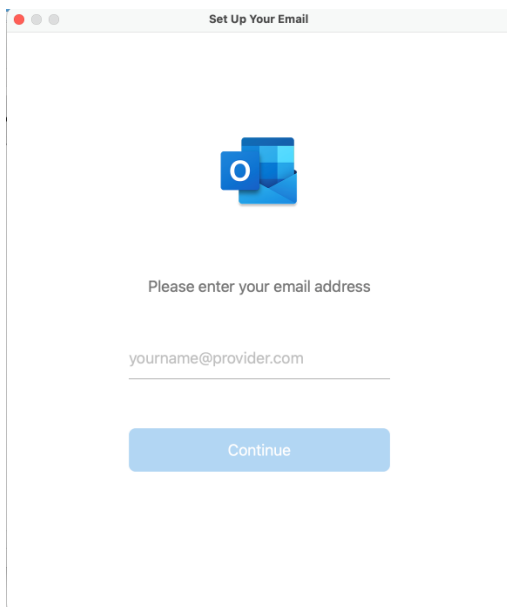 Set Up Your Email
O
Please enter your email address
yourname@provider.com
Continue